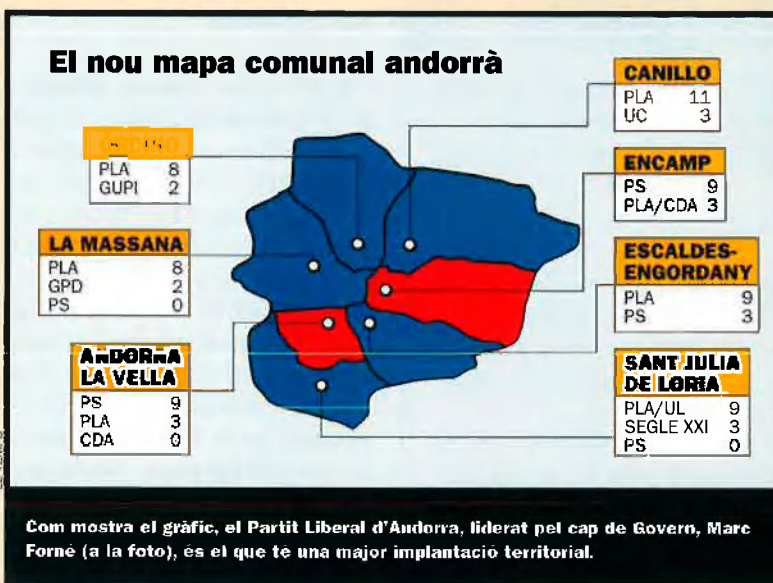 El nou mapa comunal andorrà
CANILLO
PLA 11
UC 3
PLA 8
GUPI 2
ENCAMP
PS 9
PLA/CDA 3
LA MASSANA
PLA 8
GPD 2
PS 0
ESCALDES-
ENGORDANY
PLA 9
PS 3
ANDORRA
LA VELLA
PS 9
PLA 3
CDA 0
SANT JULIA
DE LORIA
PLA/UL 9
SEGLE XXI 3
PS 0
Com mostra el gràfic, el Partit Liberal d'Andorra, liderat pel cap de Govern, Marc
Forné (a la foto), és el que té una major implantació territorial.